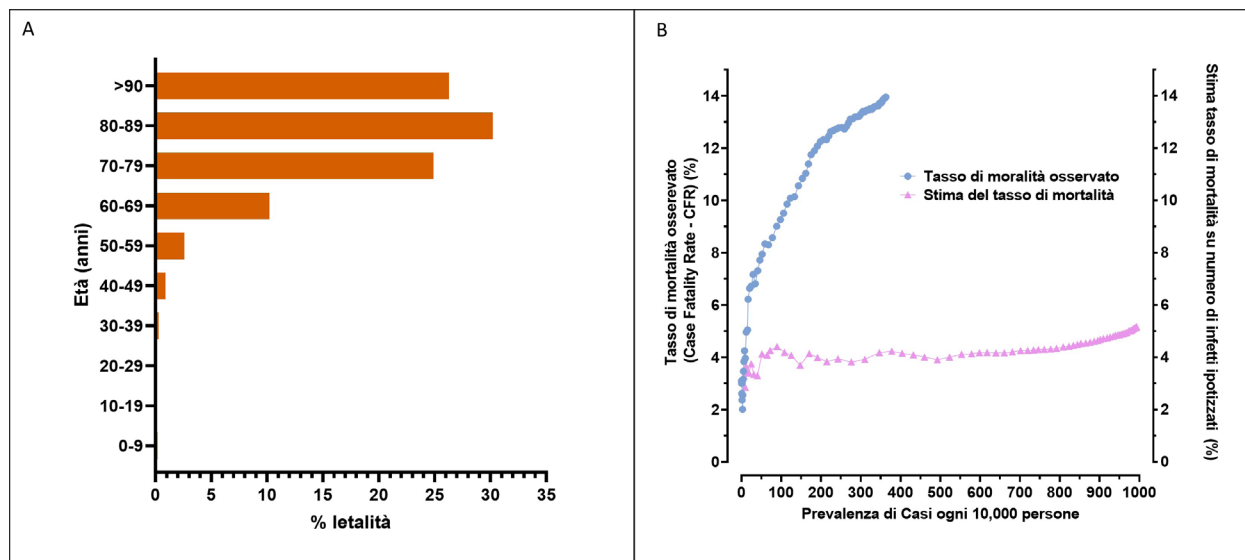 A
Età (anni)
>90
80-89
70-79
60-69
50-59
40-49
30-39
20-29
10-19
0-9
0 5 10 15 20 25 30 35
% letalità
B
Tasso di mortalità osserevato
(Case Fatality Rate - CFR) (%)
14
12
10
8
6
4
2
0
Tasso di moralità osservato
Stima del tasso di mortalità
14
12
10
8
6
4
2
0
Stima tasso di mortalità su numero di
infetti ipotizzati (%)
0 100 200 300 400 500 600 700 800 900 1000
Prevalenza di Casi ogni 10,000 persone